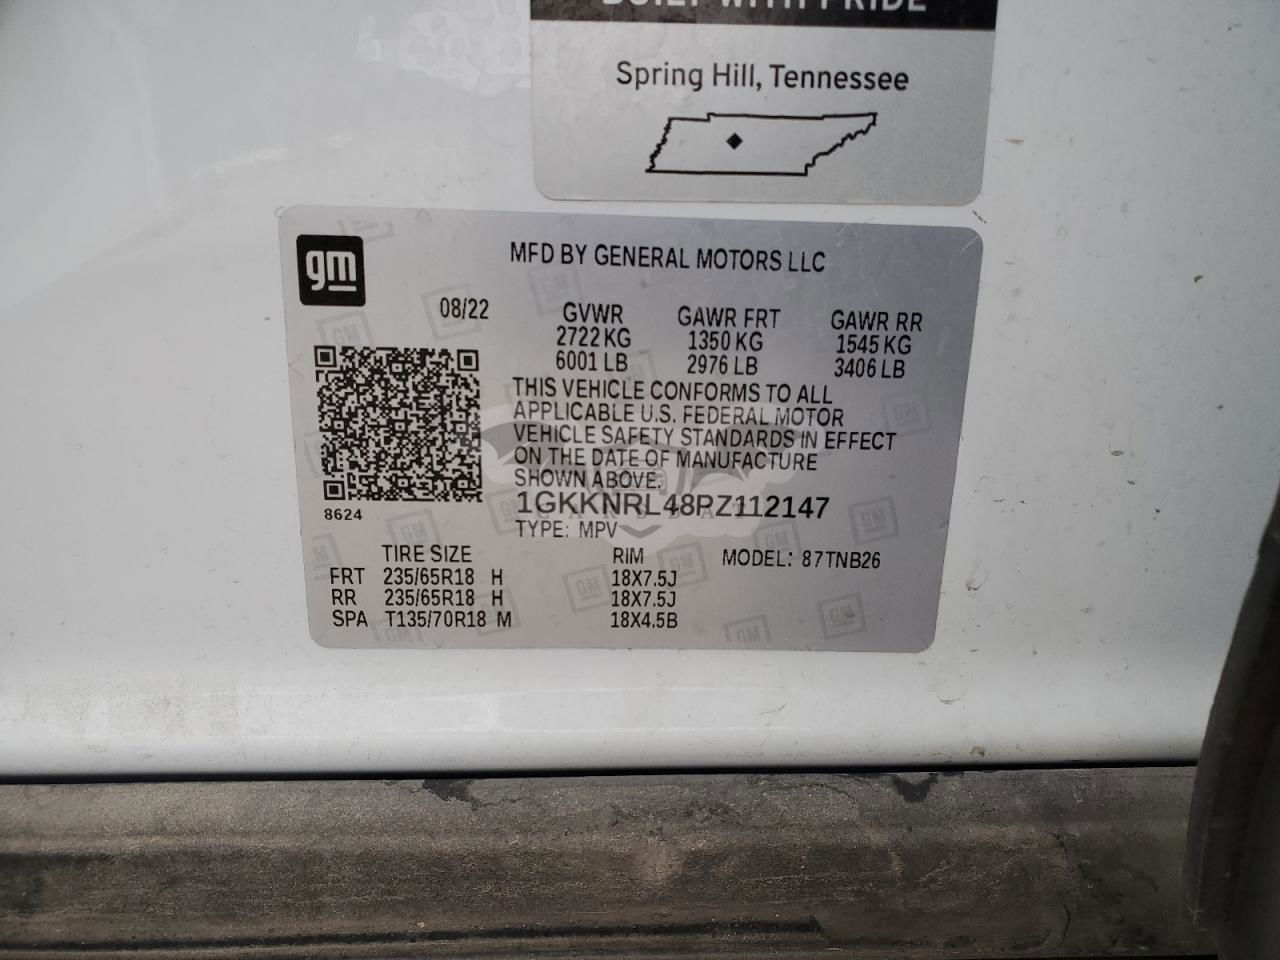 BUILT WITH PRIDE
Spring Hill, Tennessee
gm
MFD BY GENERAL MOTORS LLC
08/22 GVWR GAWR FRT GAWR RR
2722 KG 1350 KG 1545 KG
6001 LB 2976 LB 3406 LB
THIS VEHICLE CONFORMS TO ALL
APPLICABLE U.S. FEDERAL MOTOR
VEHICLE SAFETY STANDARDS IN EFFECT
ON THE DATE OF MANUFACTURE
SHOWN ABOVE.
8624
1GKKNRL48PZ112147
TYPE: MPV
TIRE SIZE RIM MODEL: 87TNB26
FRT 235/65R18 H 18X7.5J
RR 235/65R18 H 18X7.5J
SPA T135/70R18 M 18X4.5B